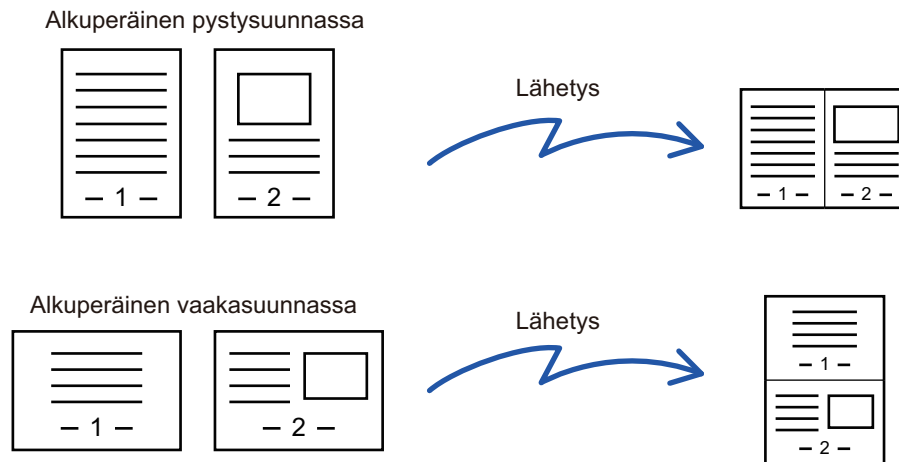 Alkuperäinen pystysuunnassa
Lähetys
– 1 –
– 2 –
– 1 –
– 2 –
Alkuperäinen vaakasuunnassa
Lähetys
– 1 –
– 2 –
– 1 –
– 2 –